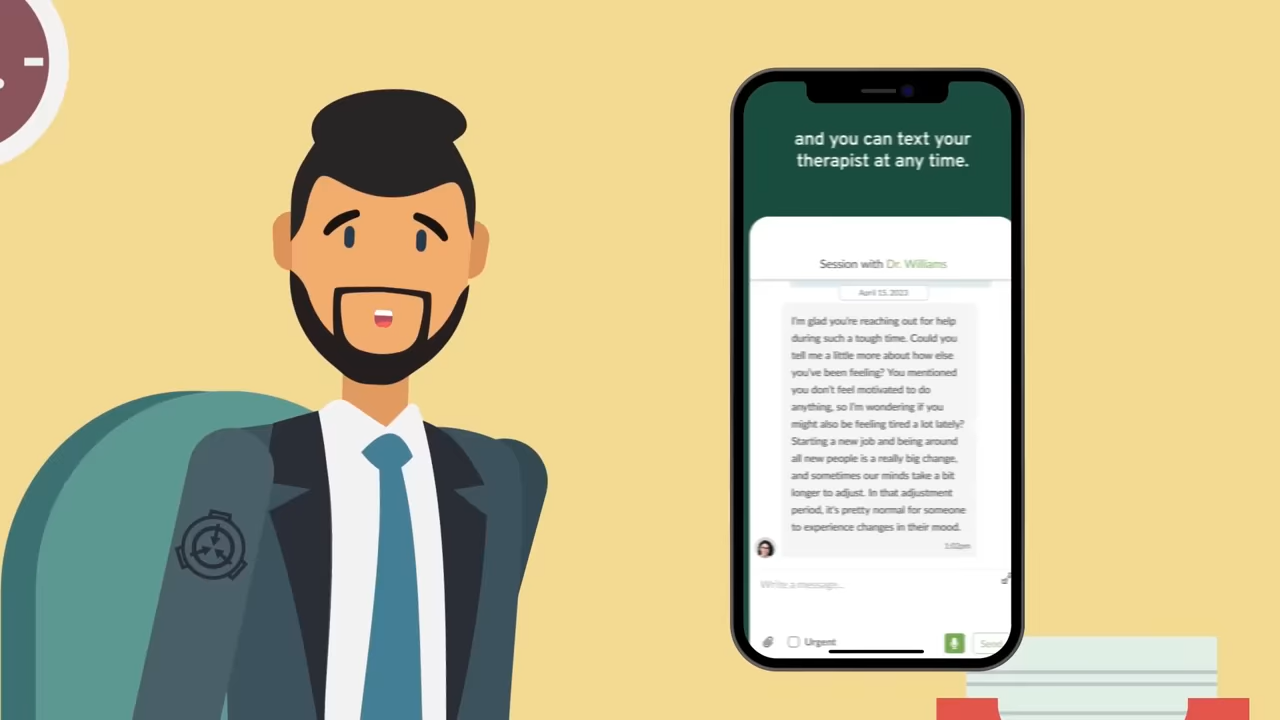 and you can text your
therapist at any time.
Session with Dr. Williams
April 15, 2023
I'm glad you're reaching out for help
during such a tough time. Could you
tell me a little more about how else
you've been feeling? You mentioned
you don't feel motivated to do
anything, so I'm wondering if you
might also be feeling tired a lot lately?
Starting a new job and being around
all new people is a really big change,
and sometimes our minds take a bit
longer to adjust. In that adjustment
period, it's pretty normal for someone
to experience changes in their mood.
1:02pm
Write a message...
Urgent
Send